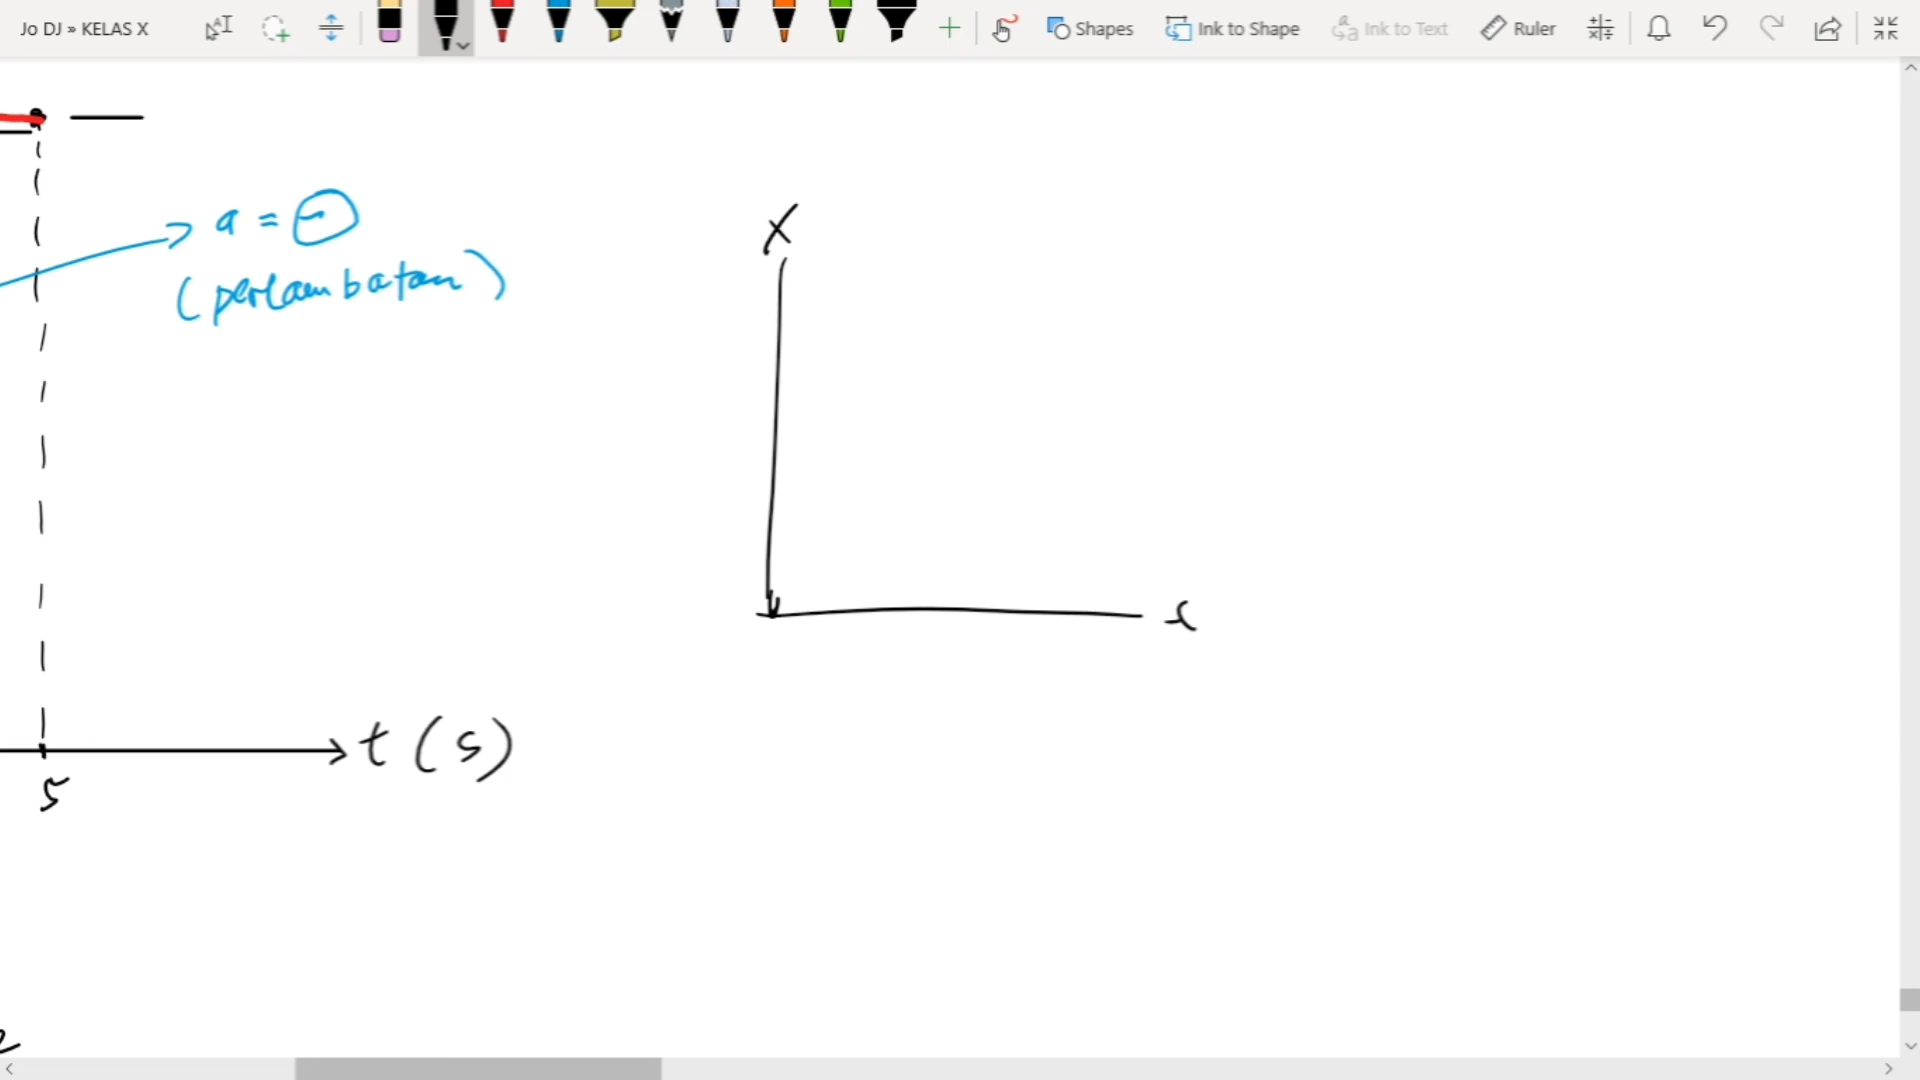 Jo DJ » KELAS X
Shapes
Ink to Shape
Ink to Text
Ruler
a = −
(perlambatan)
X
t (s)
5